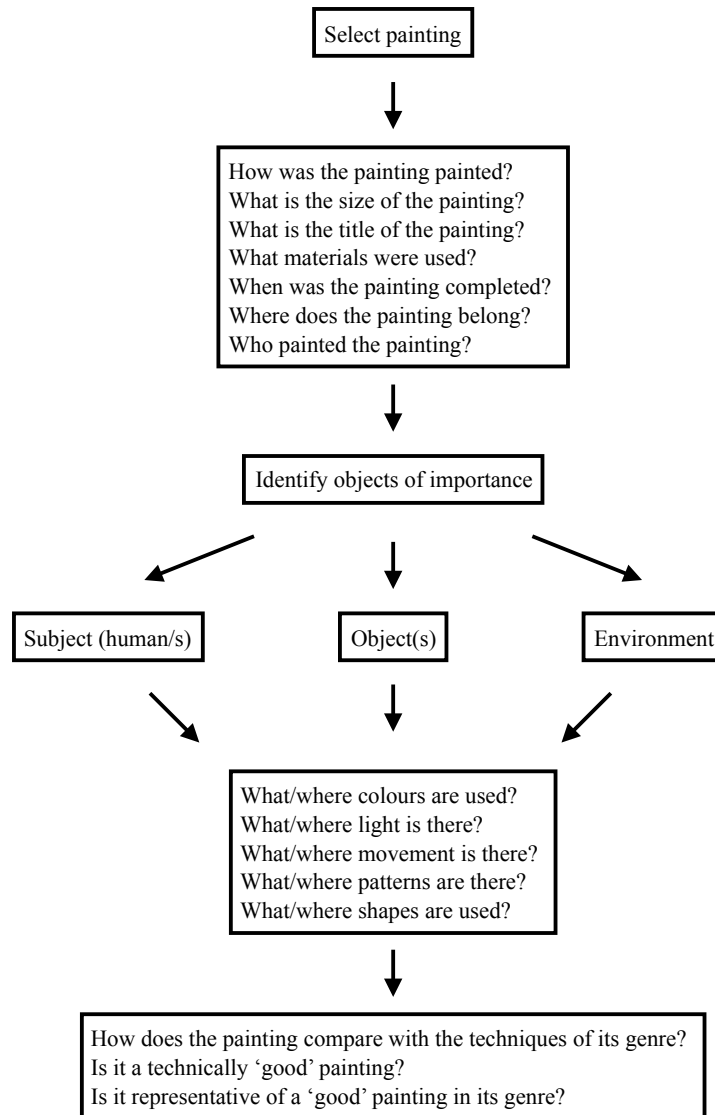 Select painting
How was the painting painted?
What is the size of the painting?
What is the title of the painting?
What materials were used?
When was the painting completed?
Where does the painting belong?
Who painted the painting?
Identify objects of importance
Subject (human/s)
Object(s)
Environment
What/where colours are used?
What/where light is there?
What/where movement is there?
What/where patterns are there?
What/where shapes are used?
How does the painting compare with the techniques of its genre?
Is it a technically ‘good’ painting?
Is it representative of a ‘good’ painting in its genre?